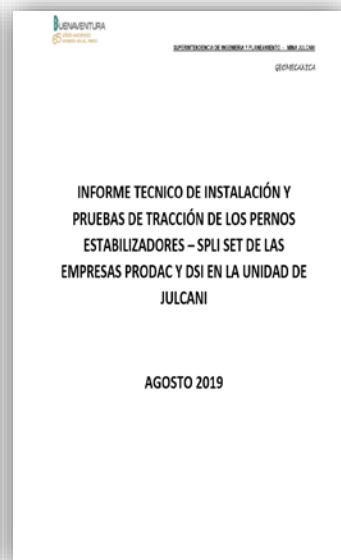 BUENAVENTURA
SUPERINTENDENCIA DE INGENIERIA Y PLANEAMIENTO - MINA JULCANI
GEOMECÁNICA
INFORME TECNICO DE INSTALACIÓN Y
PRUEBAS DE TRACCIÓN DE LOS PERNOS
ESTABILIZADORES – SPLI SET DE LAS
EMPRESAS PRODAC Y DSI EN LA UNIDAD DE
JULCANI
AGOSTO 2019